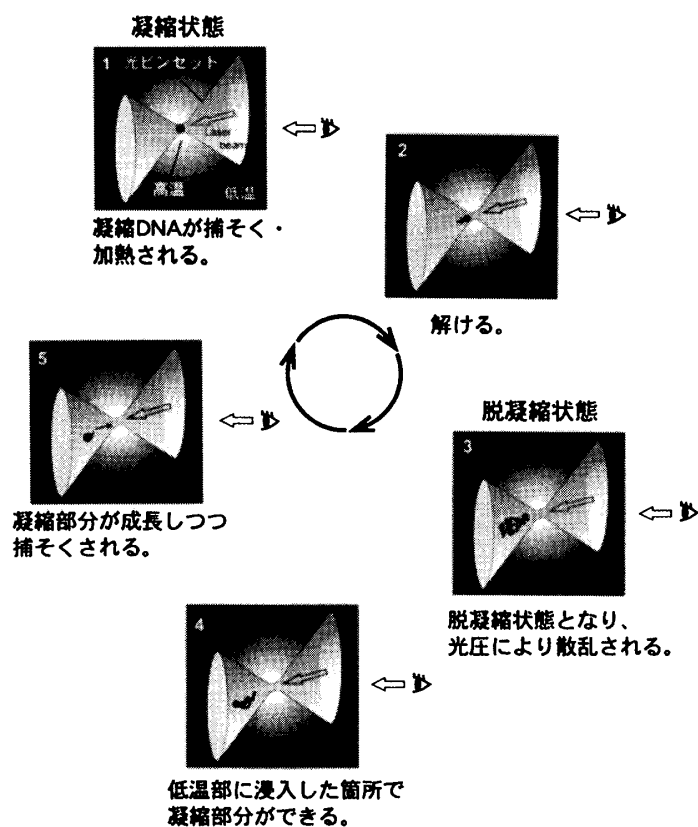 凝縮状態
1 光ピンセット
Laser
beam
高温
低温
凝縮DNAが捕そく・
加熱される。
2
解ける。
脱凝縮状態
3
脱凝縮状態となり、
光圧により散乱される。
4
低温部に浸入した箇所で
凝縮部分ができる。
5
凝縮部分が成長しつつ
捕そくされる。